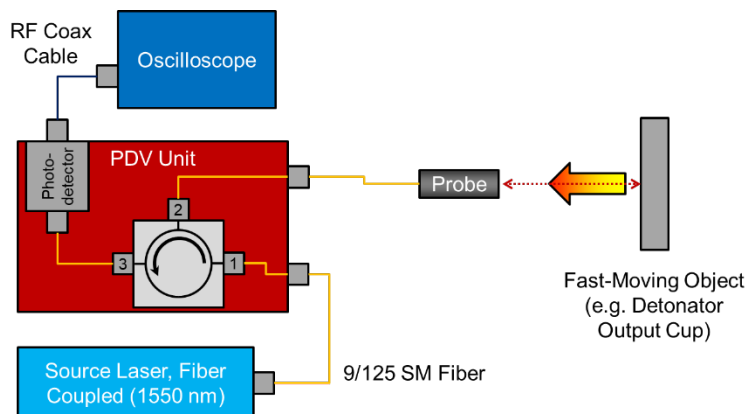 RF Coax
Cable
Oscilloscope
PDV Unit
Photo-
detector
Probe
2
3
1
Fast-Moving Object
(e.g. Detonator
Output Cup)
Source Laser, Fiber
Coupled (1550 nm)
9/125 SM Fiber